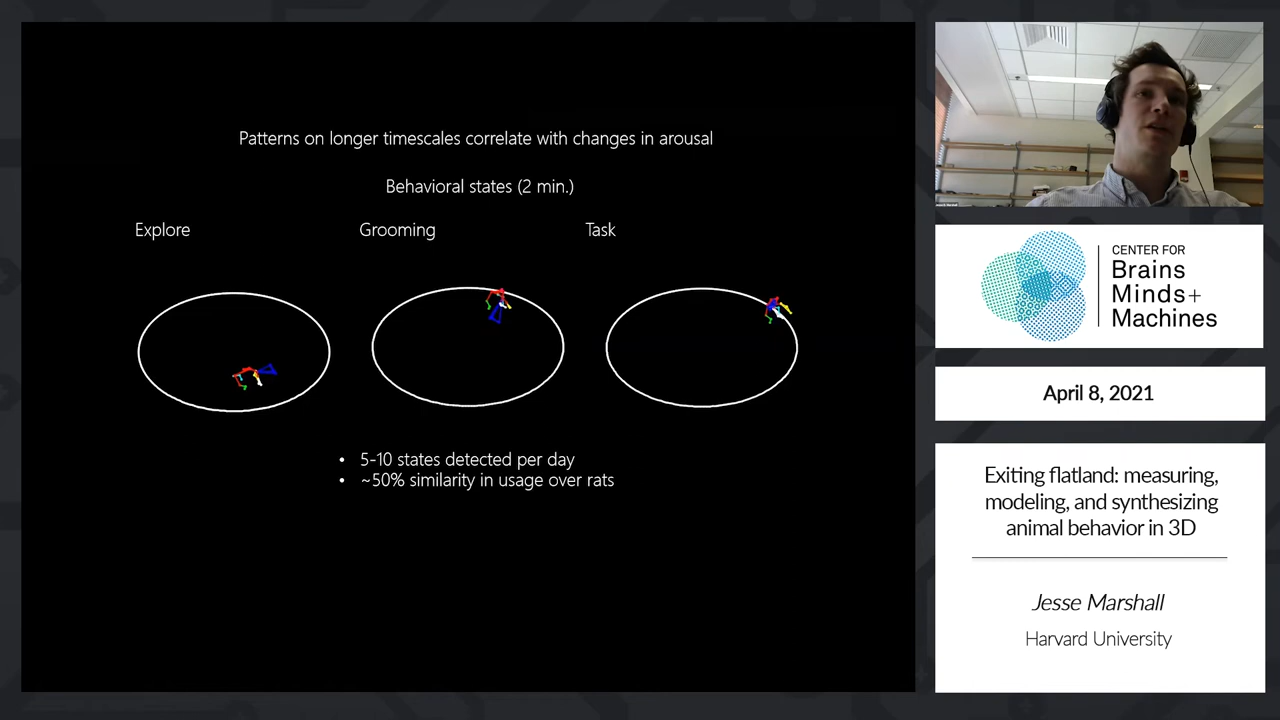 Patterns on longer timescales correlate with changes in arousal
Behavioral states (2 min.)
Explore
Grooming
Task
• 5-10 states detected per day
• ~50% similarity in usage over rats
CENTER FOR
Brains
Minds+
Machines
April 8, 2021
Exiting flatland: measuring,
modeling, and synthesizing
animal behavior in 3D
Jesse Marshall
Harvard University